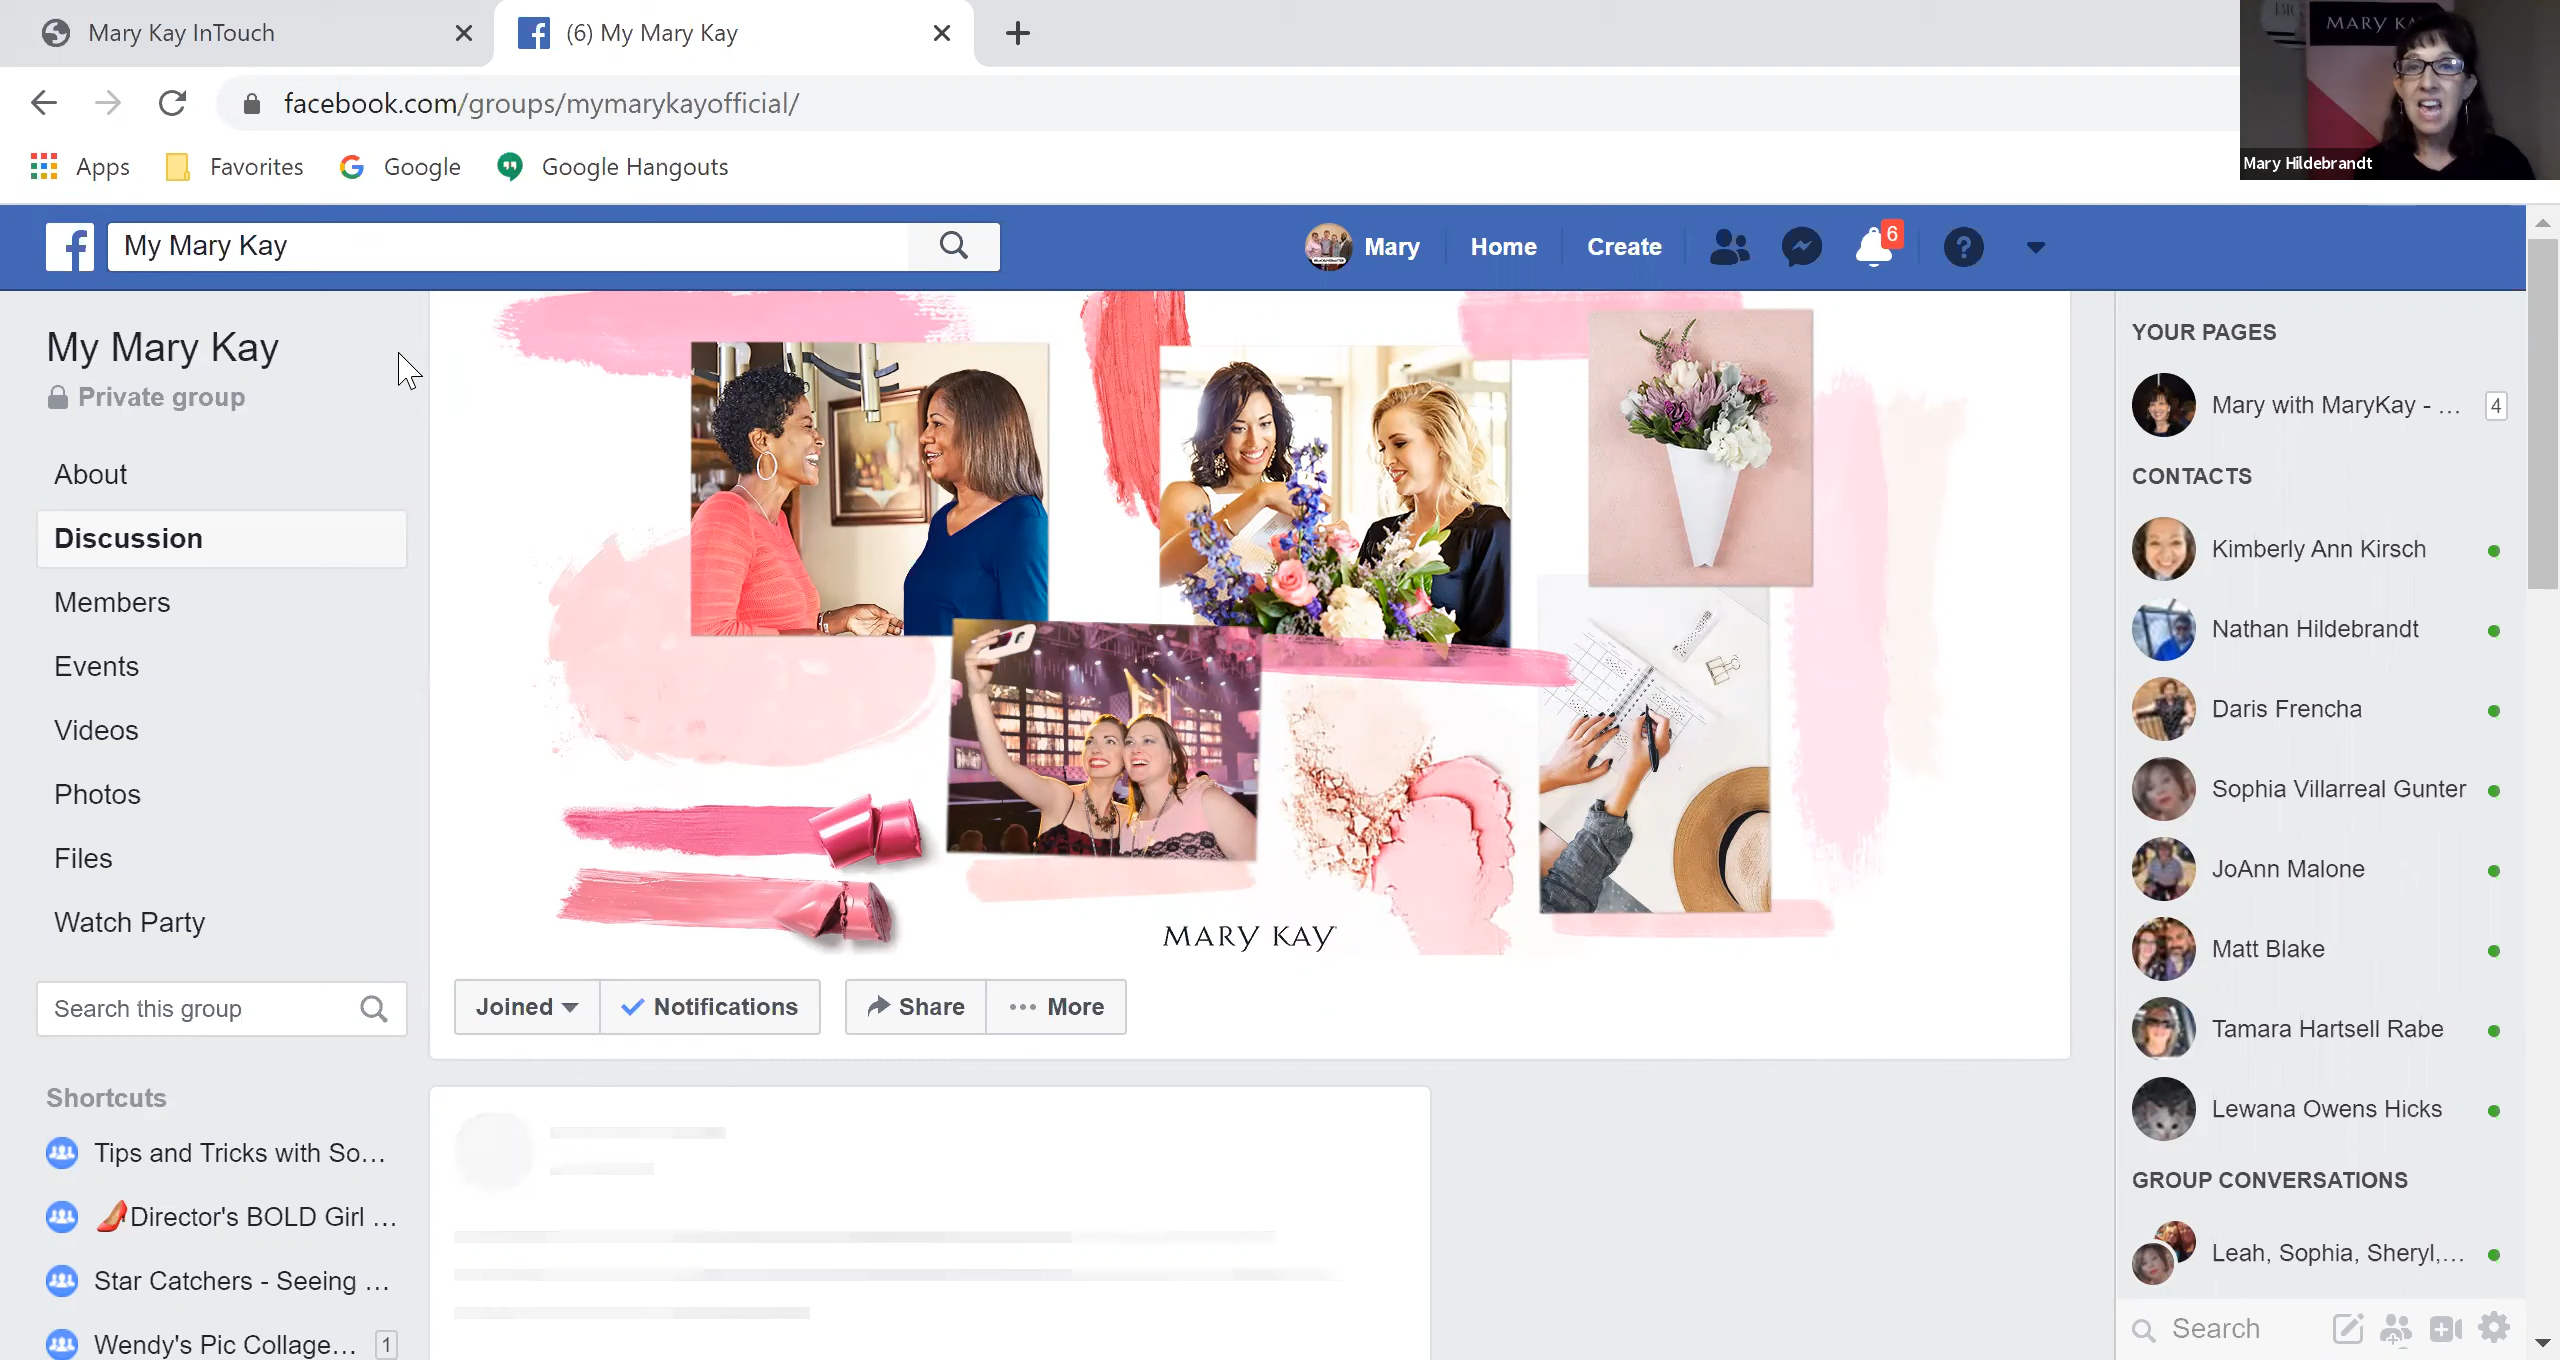 Mary Kay InTouch
(6) My Mary Kay
facebook.com/groups/mymarykayofficial/
Apps
Favorites
Google
Google Hangouts
MARY KA
Mary Hildebrandt
My Mary Kay
Mary
Home
Create
6
My Mary Kay
Private group
About
Discussion
Members
Events
Videos
Photos
Files
Watch Party
Search this group
Shortcuts
Tips and Tricks with So...
Director's BOLD Girl ...
Star Catchers - Seeing ...
Wendy's Pic Collage... 1
MARY KAY
Joined
Notifications
Share
More
YOUR PAGES
Mary with MaryKay - ... 4
CONTACTS
Kimberly Ann Kirsch
Nathan Hildebrandt
Daris Frencha
Sophia Villarreal Gunter
JoAnn Malone
Matt Blake
Tamara Hartsell Rabe
Lewana Owens Hicks
GROUP CONVERSATIONS
Leah, Sophia, Sheryl,...
Search